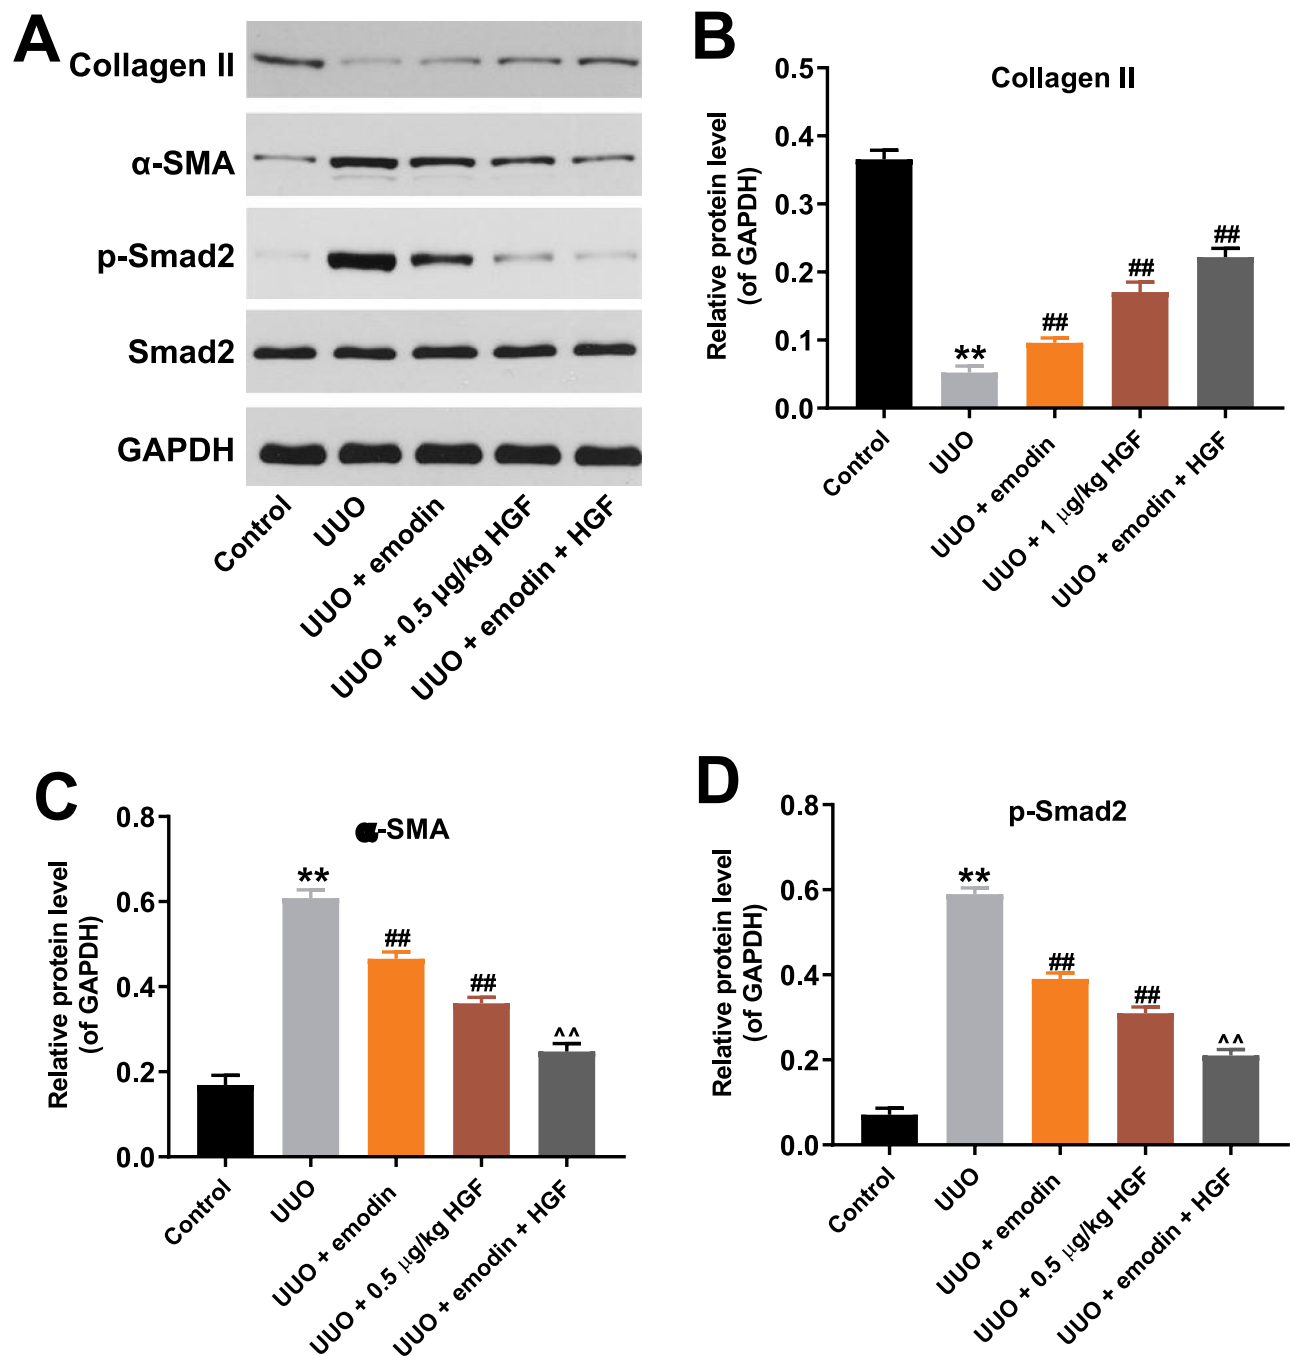 A
Collagen II
α-SMA
p-Smad2
Smad2
GAPDH
Control
UUO
UUO + emodin
UUO + 0.5 μg/kg HGF
UUO + emodin + HGF
B
Collagen II
Relative protein level
(of GAPDH)
0.5
0.4
0.3
0.2
0.1
0.0
**
##
##
##
Control
UUO
UUO + emodin
UUO + 1 μg/kg HGF
UUO + emodin + HGF
C
α-SMA
Relative protein level
(of GAPDH)
0.8
0.6
0.4
0.2
0.0
**
##
##
^^
Control
UUO
UUO + emodin
UUO + 0.5 μg/kg HGF
UUO + emodin + HGF
D
p-Smad2
Relative protein level
(of GAPDH)
0.8
0.6
0.4
0.2
0.0
**
##
##
^^
Control
UUO
UUO + emodin
UUO + 0.5 μg/kg HGF
UUO + emodin + HGF